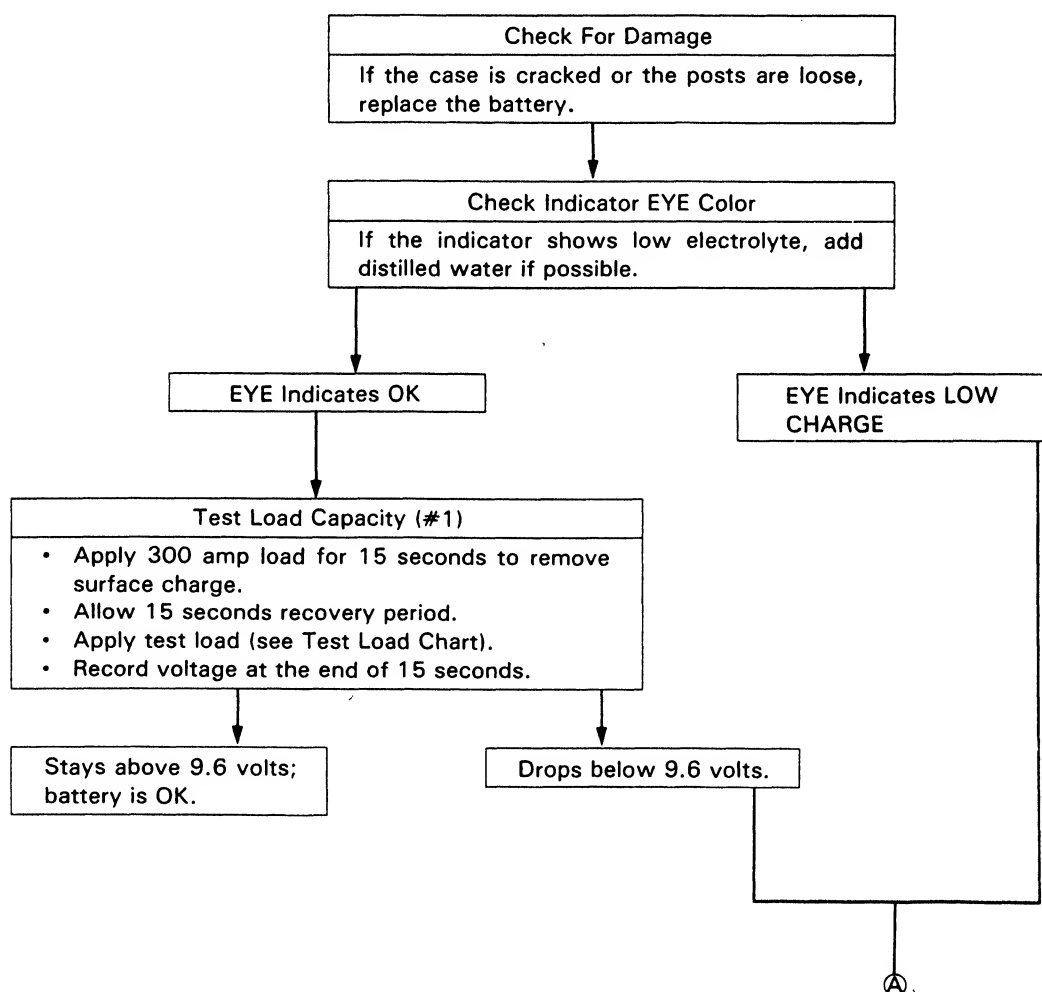 Check For Damage
If the case is cracked or the posts are loose,
replace the battery.
Check Indicator EYE Color
If the indicator shows low electrolyte, add
distilled water if possible.
EYE Indicates OK
EYE Indicates LOW
CHARGE
Test Load Capacity (#1)
• Apply 300 amp load for 15 seconds to remove
surface charge.
• Allow 15 seconds recovery period.
• Apply test load (see Test Load Chart).
• Record voltage at the end of 15 seconds.
Stays above 9.6 volts;
battery is OK.
Drops below 9.6 volts.
Ⓐ